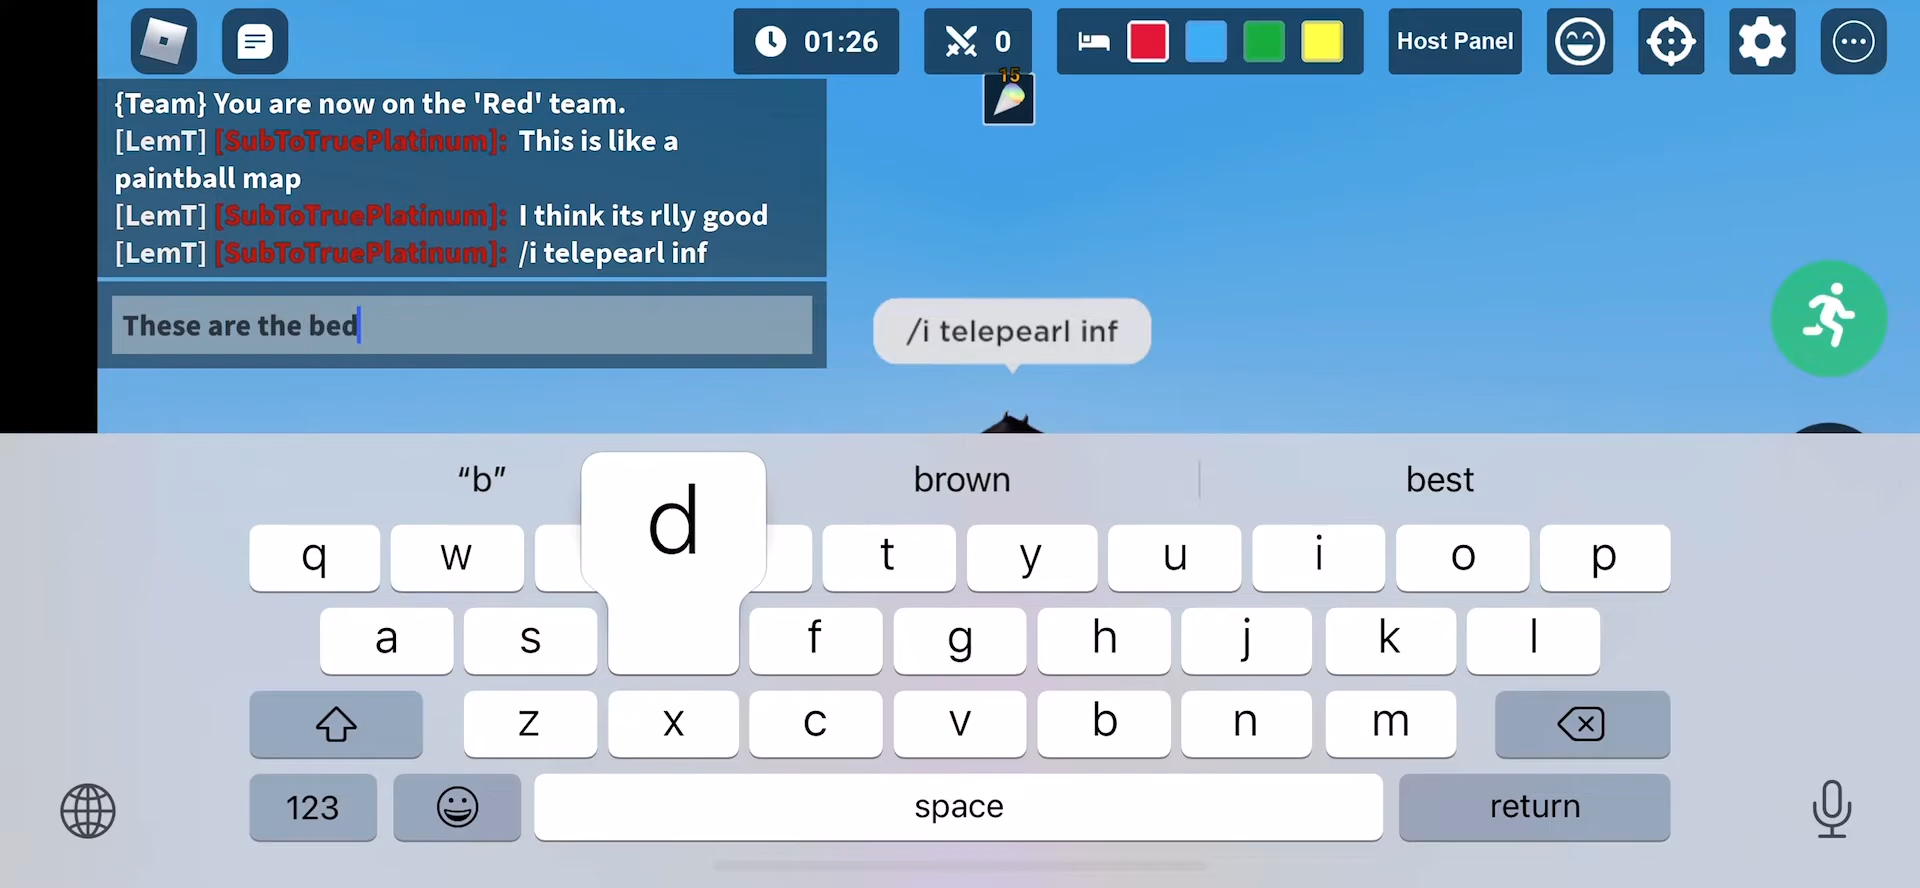 01:26
0
Host Panel
15
{Team} You are now on the 'Red' team.
[LemT] [SubToTruePlatinum]: This is like a
paintball map
[LemT] [SubToTruePlatinum]: I think its rlly good
[LemT] [SubToTruePlatinum]: /i telepearl inf
These are the bed
/i telepearl inf
“b” brown best
d
q w t y u i o p
a s f g h j k l
z x c v b n m
123 space return